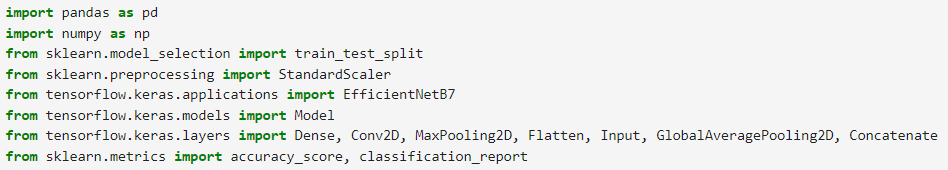 import pandas as pd
import numpy as np
from sklearn.model_selection import train_test_split
from sklearn.preprocessing import StandardScaler
from tensorflow.keras.applications import EfficientNetB7
from tensorflow.keras.models import Model
from tensorflow.keras.layers import Dense, Conv2D, MaxPooling2D, Flatten, Input, GlobalAveragePooling2D, Concatenate
from sklearn.metrics import accuracy_score, classification_report